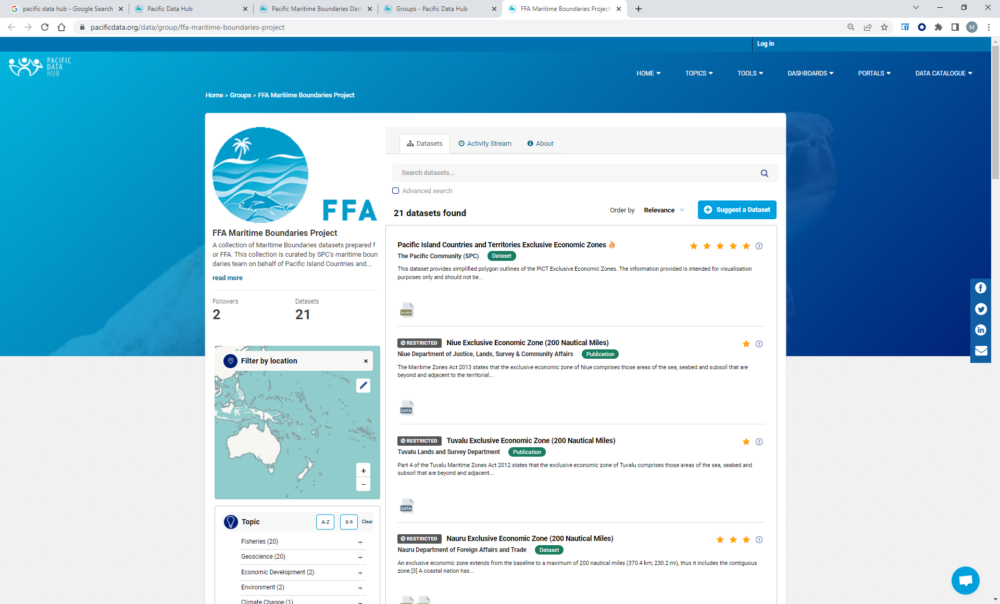 pacific data hub - Google Search
Pacific Data Hub
Pacific Maritime Boundaries Dash
Groups - Pacific Data Hub
FFA Maritime Boundaries Project
pacificdata.org/data/group/ffa-maritime-boundaries-project
M
Log in
PACIFIC
DATA
HUB
HOME
TOPICS
TOOLS
DASHBOARDS
PORTALS
DATA CATALOGUE
Home > Groups > FFA Maritime Boundaries Project
FFA
FFA Maritime Boundaries Project
A collection of Maritime Boundaries datasets prepared f
or FFA. This collection is curated by SPC's maritime boun
daries team on behalf of Pacific Island Countries and...
read more
Followers
2
Datasets
21
Filter by location
×
+
−
Topic
A-Z
0-9
Clear
Fisheries (20)
+
Geoscience (20)
+
Economic Development (2)
+
Environment (2)
+
Climate Change (1)
+
Datasets
Activity Stream
About
Search datasets...
Advanced search
21 datasets found
Order by
Relevance
Suggest a Dataset
Pacific Island Countries and Territories Exclusive Economic Zones
?
The Pacific Community (SPC)
Dataset
This dataset provides simplified polygon outlines of the PICT Exclusive Economic Zones. The information provided is intended for visualisation
purposes only and should not be...
GeoJSON
RESTRICTED
Niue Exclusive Economic Zone (200 Nautical Miles)
?
Niue Department of Justice, Lands, Survey & Community Affairs
Publication
The Maritime Zones Act 2013 states that the exclusive economic zone of Niue comprises those areas of the sea, seabed and subsoil that are
beyond and adjacent to the territorial...
DATA
RESTRICTED
Tuvalu Exclusive Economic Zone (200 Nautical Miles)
?
Tuvalu Lands and Survey Department
Publication
Part 4 of the Tuvalu Maritime Zones Act 2012 states that the exclusive economic zone of Tuvalu comprises those areas of the sea, seabed and
subsoil that are beyond and adjacent...
DATA
RESTRICTED
Nauru Exclusive Economic Zone (200 Nautical Miles)
?
Nauru Department of Foreign Affairs and Trade
Dataset
An exclusive economic zone extends from the baseline to a maximum of 200 nautical miles (370.4 km; 230.2 mi), thus it includes the contiguous
zone.[3] A coastal nation has...